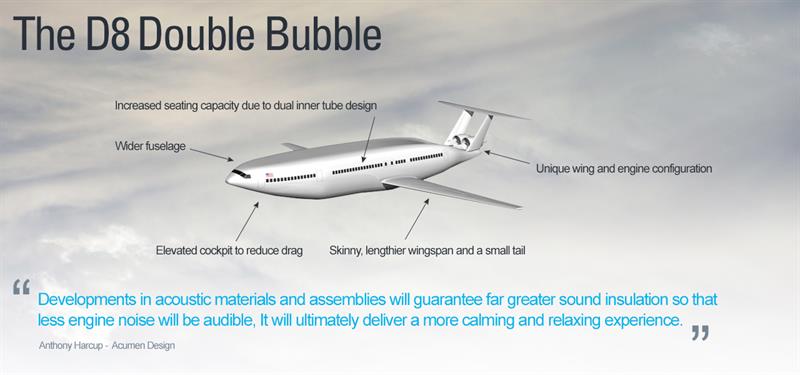 The D8 Double Bubble
Increased seating capacity due to dual inner tube design
Wider fuselage
Unique wing and engine configuration
Elevated cockpit to reduce drag
Skinny, lengthier wingspan and a small tail
“
Developments in acoustic materials and assemblies will guarantee far greater sound insulation so that
less engine noise will be audible, It will ultimately deliver a more calming and relaxing experience.
”
Anthony Harcup - Acumen Design